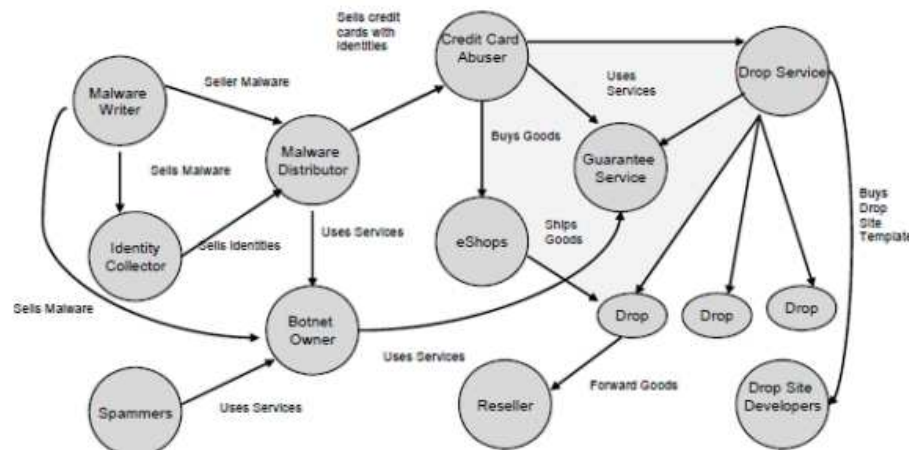 Sells credit
cards with
identities
Credit Card
Abuser
Drop Service
Malware
Writer
Seller Malware
Uses
Services
Buys Goods
Malware
Distributor
Guarantee
Service
Sells Malware
Buys
Drop
Site
Template
Identity
Collector
Sells Identities
Uses Services
eShops
Ships
Goods
Sells Malware
Botnet
Owner
Drop
Drop
Drop
Uses Services
Spammers
Uses Services
Reseller
Forward Goods
Drop Site
Developers